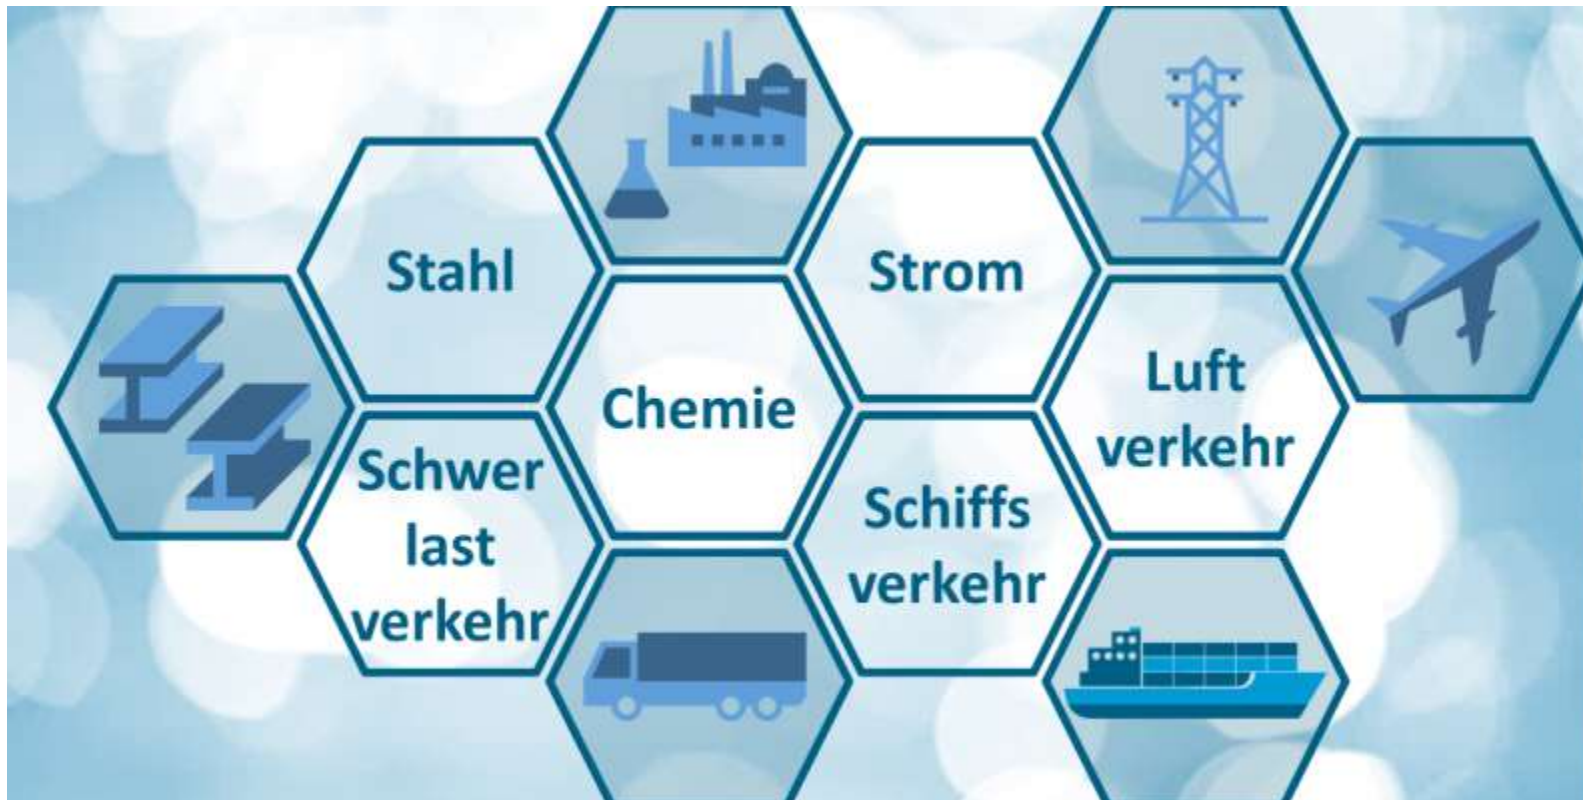 Stahl
Strom
Chemie
Luft
verkehr
Schwer
last
verkehr
Schiffs
verkehr